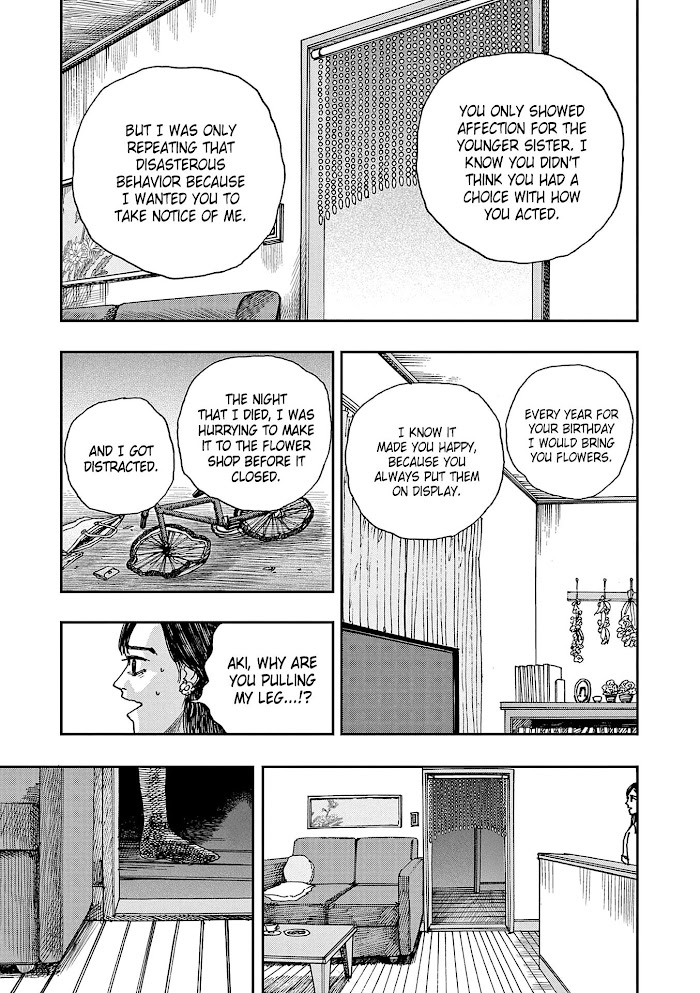 YOU ONLY SHOWED
AFFECTION FOR THE
YOUNGER SISTER. I
KNOW YOU DIDN'T
THINK YOU HAD A
CHOICE WITH HOW
YOU ACTED.
BUT I WAS ONLY
REPEATING THAT
DISASTEROUS
BEHAVIOR BECAUSE
I WANTED YOU TO
TAKE NOTICE OF ME.
EVERY YEAR FOR
YOUR BIRTHDAY
I WOULD BRING
YOU FLOWERS.
I KNOW IT
MADE YOU HAPPY,
BECAUSE YOU
ALWAYS PUT THEM
ON DISPLAY.
THE NIGHT
THAT I DIED, I WAS
HURRYING TO MAKE
IT TO THE FLOWER
SHOP BEFORE IT
CLOSED.
AND I GOT
DISTRACTED.
AKI, WHY ARE
YOU PULLING
MY LEG...!?